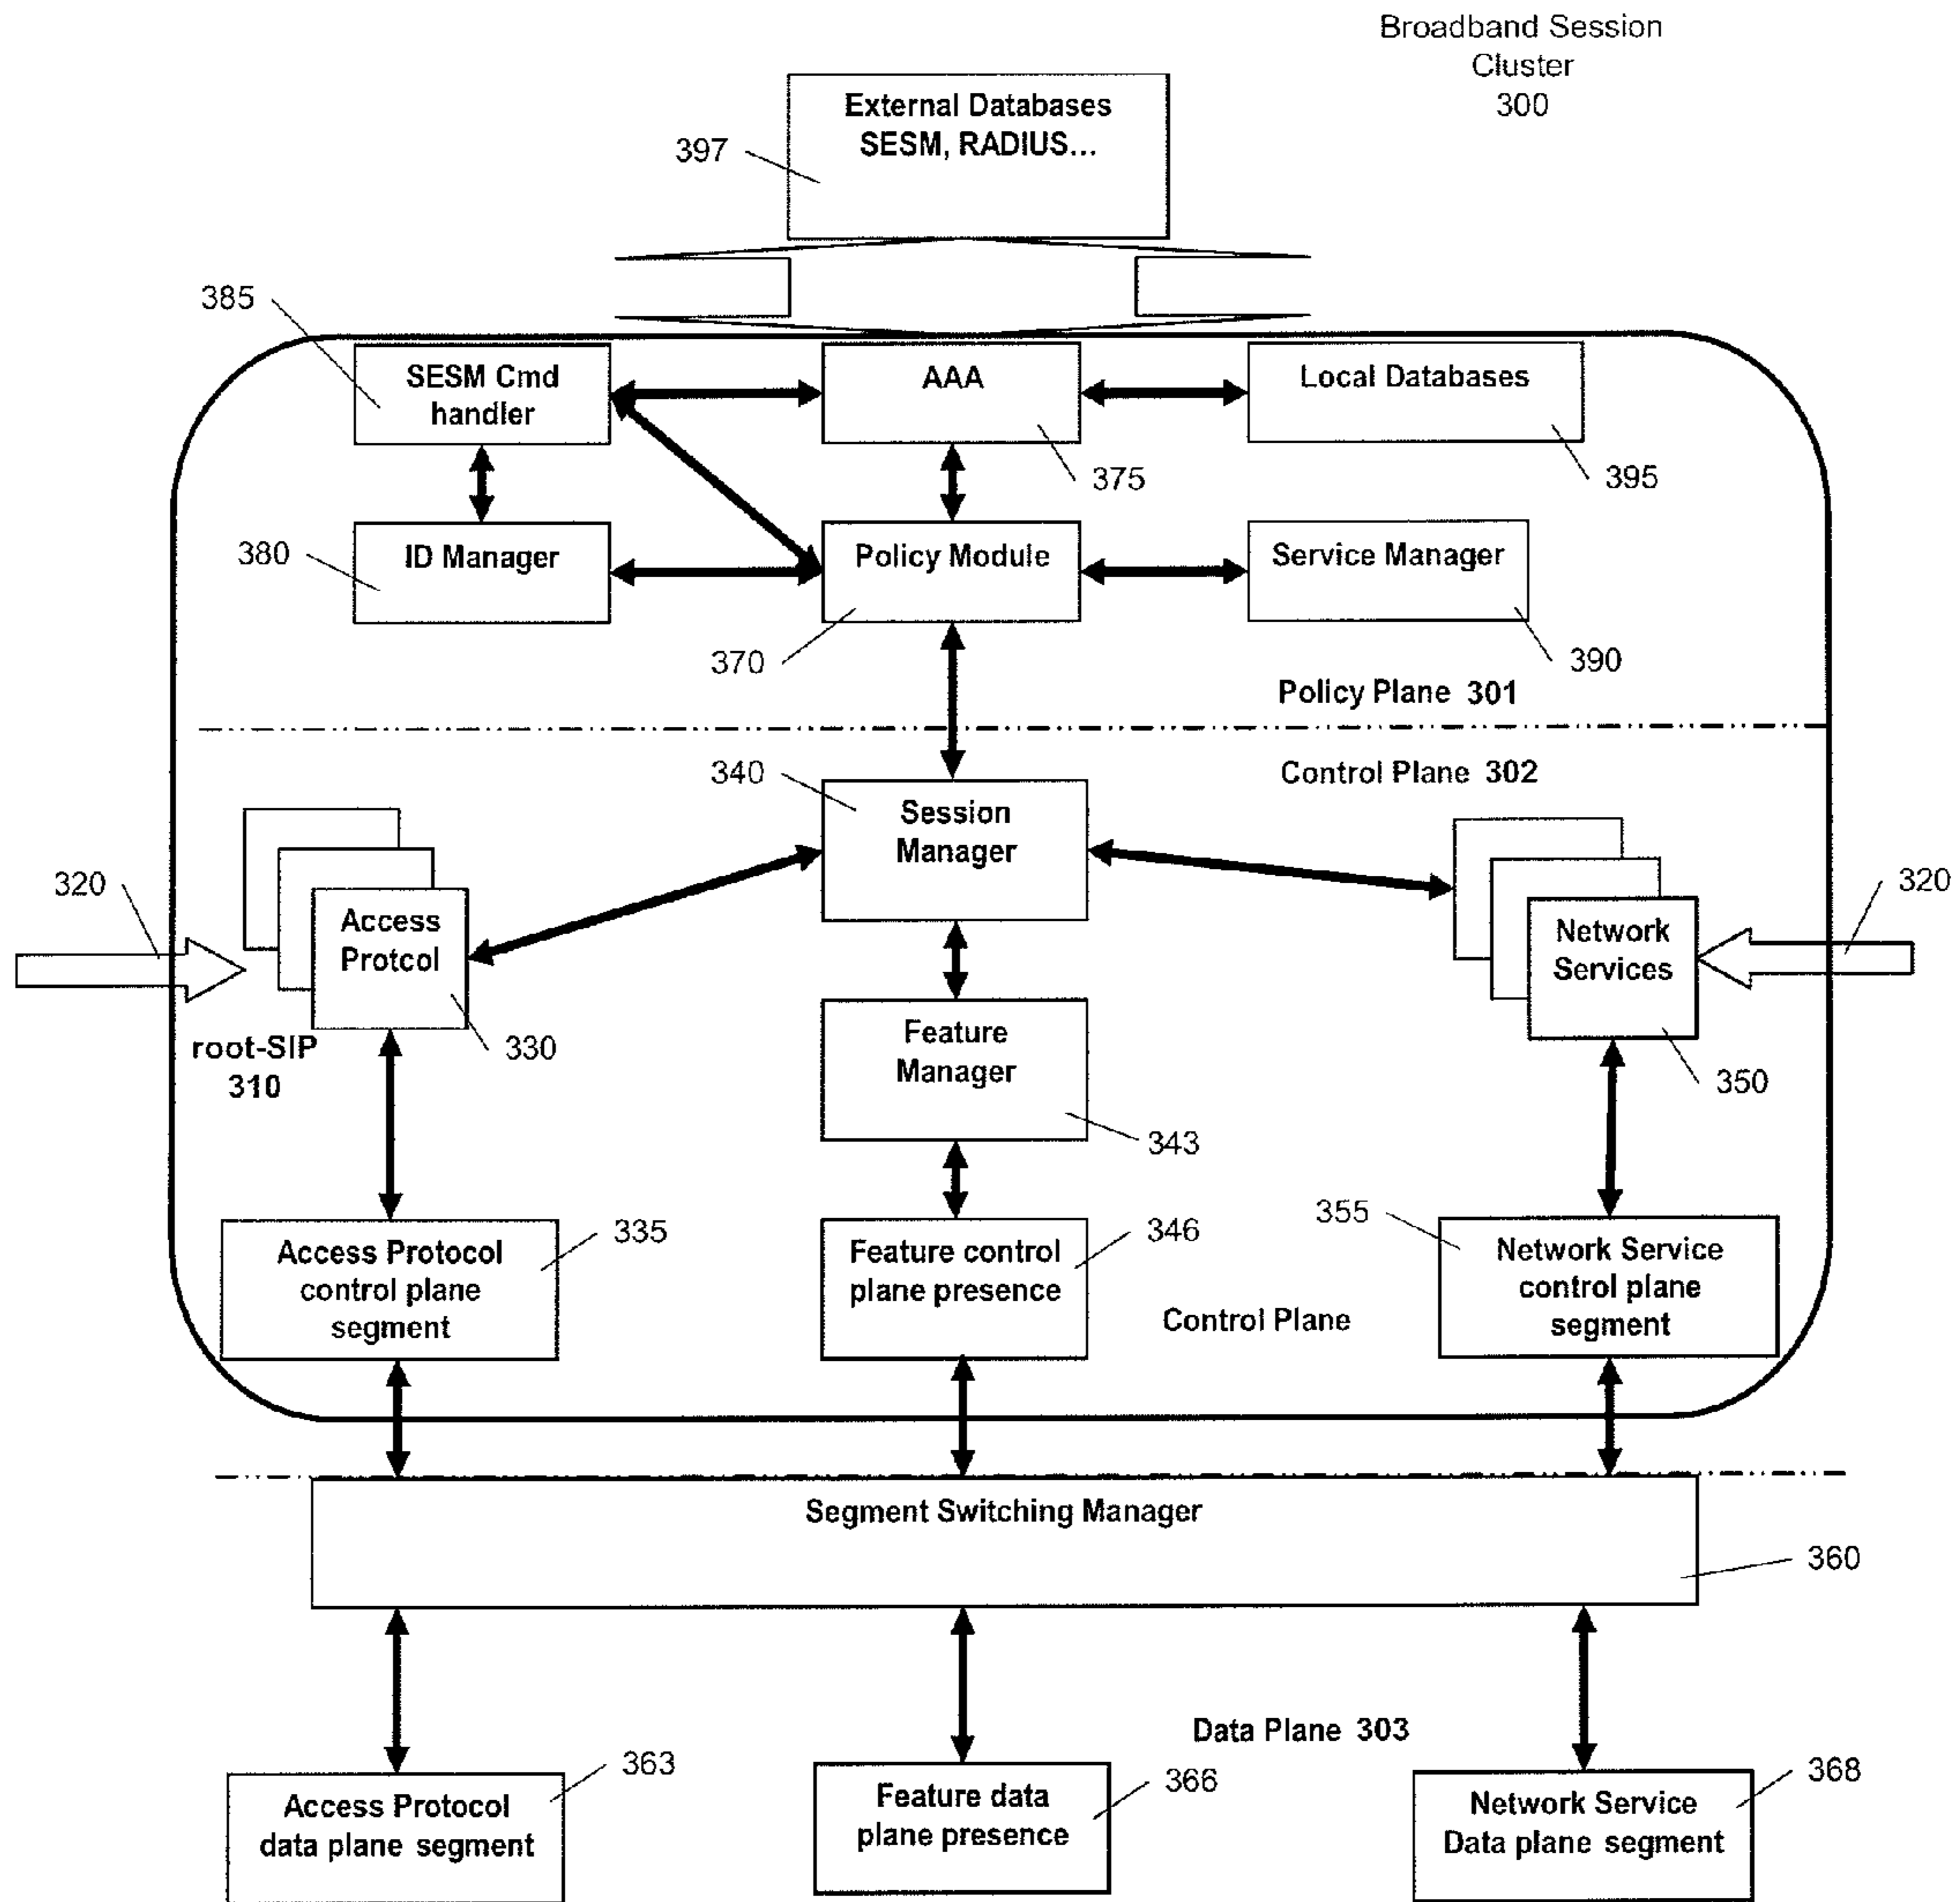 Broadband Session
Cluster
300
External Databases
SESM, RADIUS...
397
385
SESM Cmd
handler
AAA
Local Databases
375
395
380
ID Manager
Policy Module
Service Manager
370
390
Policy Plane 301
340
Control Plane 302
Session
Manager
320
320
Access
Protcol
Network
Services
root-SIP
310
330
Feature
Manager
350
343
335
346
355
Access Protocol
control plane
segment
Feature control
plane presence
Network Service
control plane
segment
Control Plane
Segment Switching Manager
360
Data Plane 303
363
366
368
Access Protocol
data plane segment
Feature data
plane presence
Network Service
Data plane segment